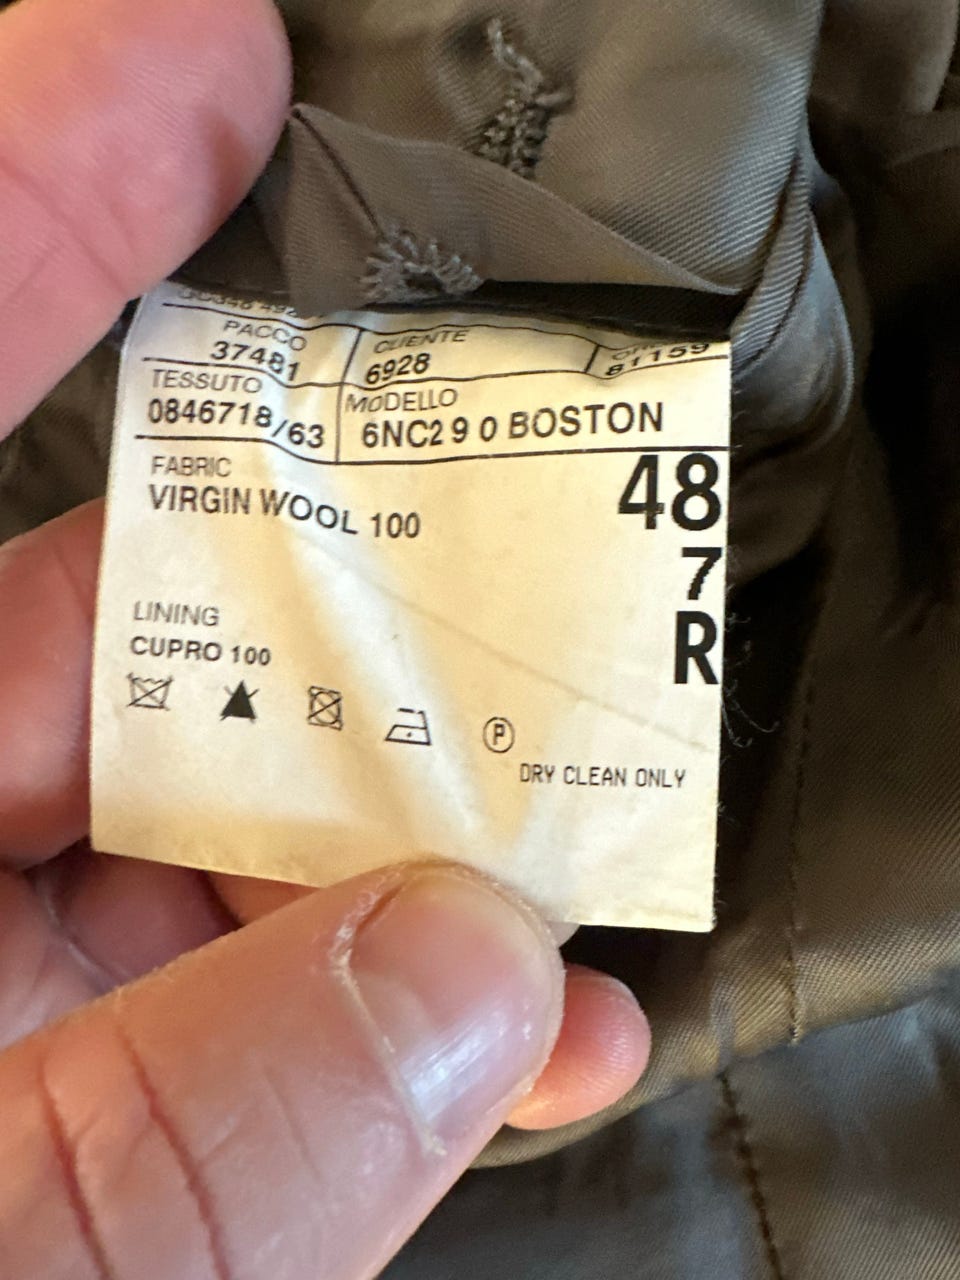 PACCO CLIENTE
37481 6928 81159
TESSUTO MODELLO
0846718/63 6NC2 9 0 BOSTON
FABRIC
VIRGIN WOOL 100
48
7
R
LINING
CUPRO 100
P
DRY CLEAN ONLY